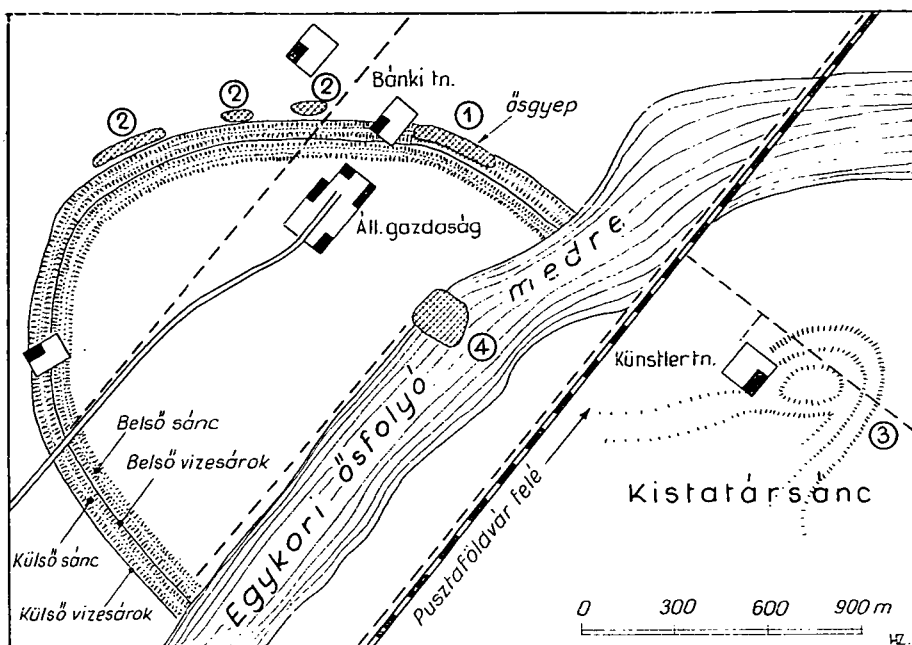 ②
②
②
Bánki tn.
①
ősgyep
Áll. gazdaság
medre
④
Künstler tn.
③
Belső sánc
Belső vizesárok
Egykori ősfolyó
Pusztaföldvár felé
Kistatársánc
Külső sánc
Külső vizesárok
0 300 600 900 m
HZ.